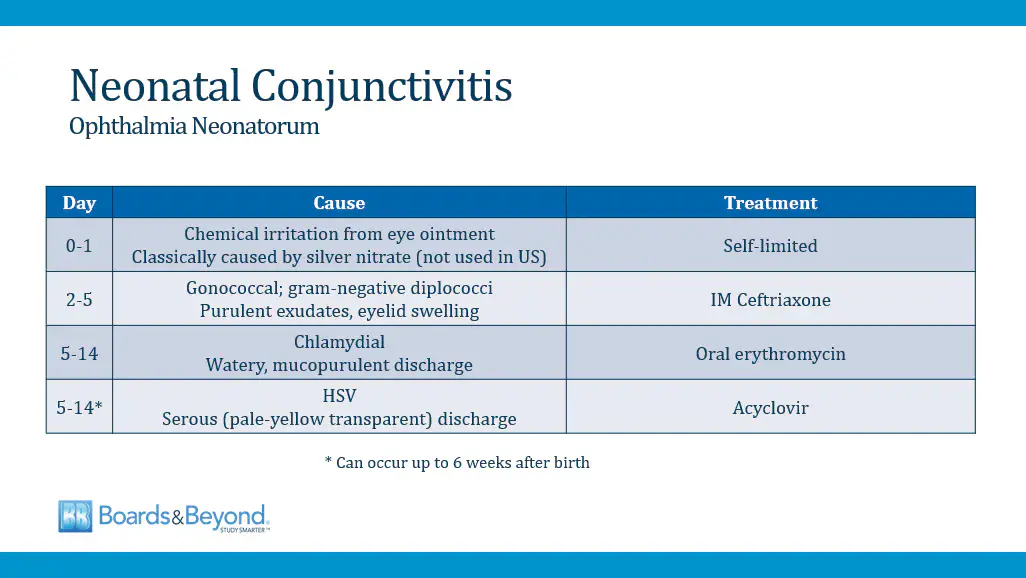 Neonatal Conjunctivitis
Ophthalmia Neonatorum
Day Cause Treatment
0-1 Chemical irritation from eye ointment Self-limited
Classically caused by silver nitrate (not used in US)
2-5 Gonococcal; gram-negative diplococci IM Ceftriaxone
Purulent exudates, eyelid swelling
5-14 Chlamydial Oral erythromycin
Watery, mucopurulent discharge
5-14* HSV Acyclovir
Serous (pale-yellow transparent) discharge
* Can occur up to 6 weeks after birth
BB Boards&Beyond®
STUDY SMARTER™